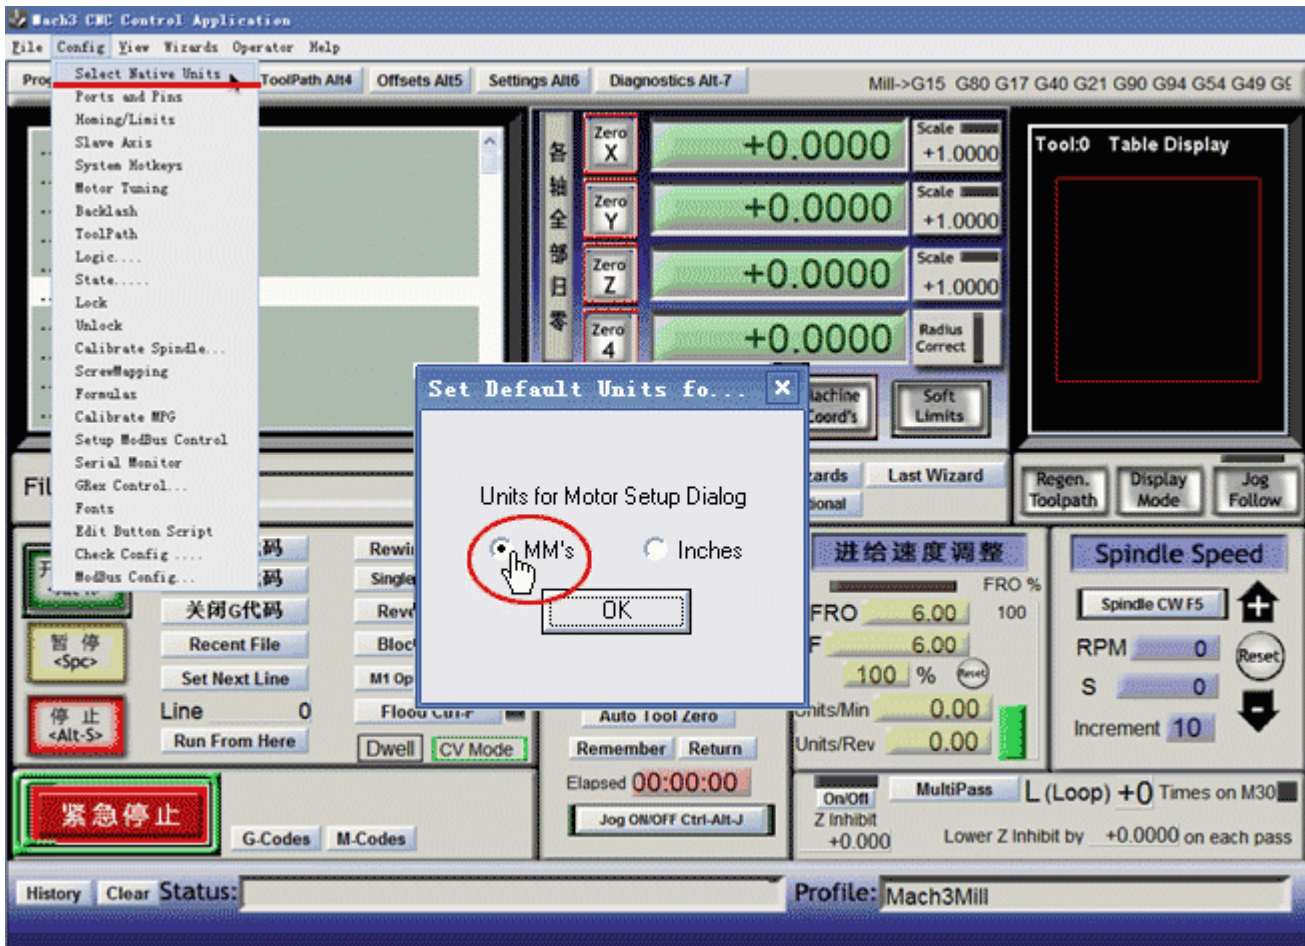 Mach3 CNC Control Application
File Config View Wizards Operator Help
Select Native Units
Ports and Pins
Homing/Limits
Slave Axis
System Hotkeys
Motor Tuning
Backlash
ToolPath
Logic....
State.....
Lock
Unlock
Calibrate Spindle...
ScrewMapping
Formulas
Calibrate MPG
Setup ModBus Control
Serial Monitor
GRex Control...
Fonts
Edit Button Script
Check Config ....
ModBus Config...
ToolPath Alt4 Offsets Alt5 Settings Alt6 Diagnostics Alt-7
Mill->G15 G80 G17 G40 G21 G90 G94 G54 G49
各轴全部归零
Zero X +0.0000 Scale +1.0000
Zero Y +0.0000 Scale +1.0000
Zero Z +0.0000 Scale +1.0000
Zero 4 +0.0000 Radius Correct
Tool:0 Table Display
Soft Limits
Set Default Units fo...
Units for Motor Setup Dialog
MM's Inches
OK
Last Wizard
Regen. Toolpath Display Mode Jog Follow
关闭G代码
Recent File
Set Next Line
Line 0
Run From Here
暂停 <Spc>
停止 <Alt-S>
紧急停止
G-Codes M-Codes
Dwell CV Mode
Auto Tool Zero
Remember Return
Elapsed 00:00:00
Jog ON/OFF Ctrl-Alt-J
进给速度调整
FRO %
FRO 6.00 100
F 6.00
100 % Reset
Units/Min 0.00
Units/Rev 0.00
Spindle Speed
Spindle CW F5
RPM 0 Reset
S 0
Increment 10
On/Off
Z Inhibit
+0.000
MultiPass L (Loop) +0 Times on M30
Lower Z Inhibit by +0.0000 on each pass
History Clear Status:
Profile: Mach3Mill